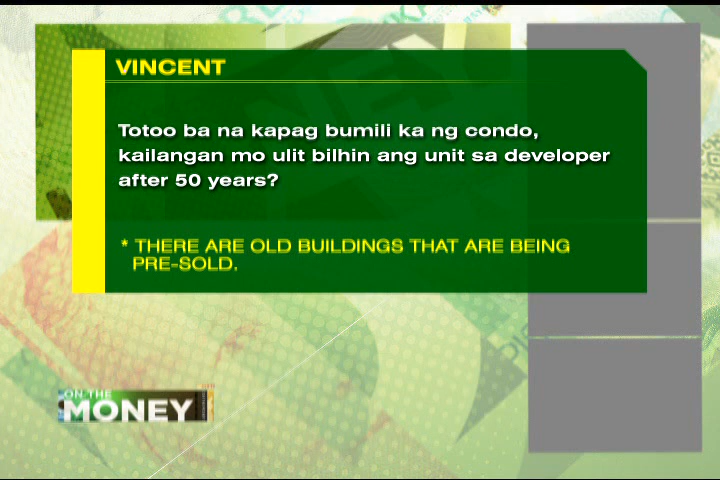 VINCENT
Totoo ba na kapag bumili ka ng condo,
kailangan mo ulit bilhin ang unit sa developer
after 50 years?
* THERE ARE OLD BUILDINGS THAT ARE BEING
PRE-SOLD.
ON THE
MONEY